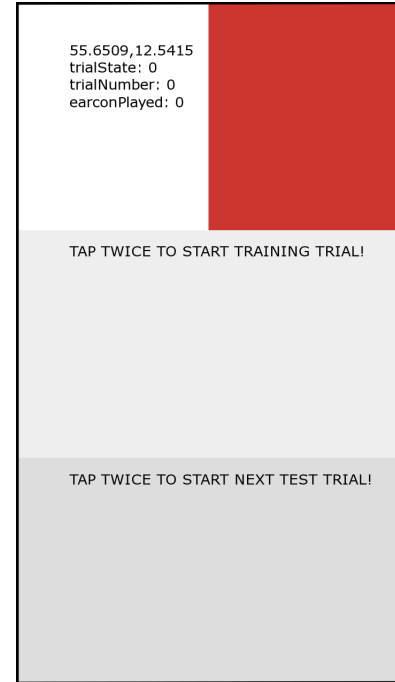 55.6509,12.5415
trialState: 0
trialNumber: 0
earconPlayed: 0
TAP TWICE TO START TRAINING TRIAL!
TAP TWICE TO START NEXT TEST TRIAL!